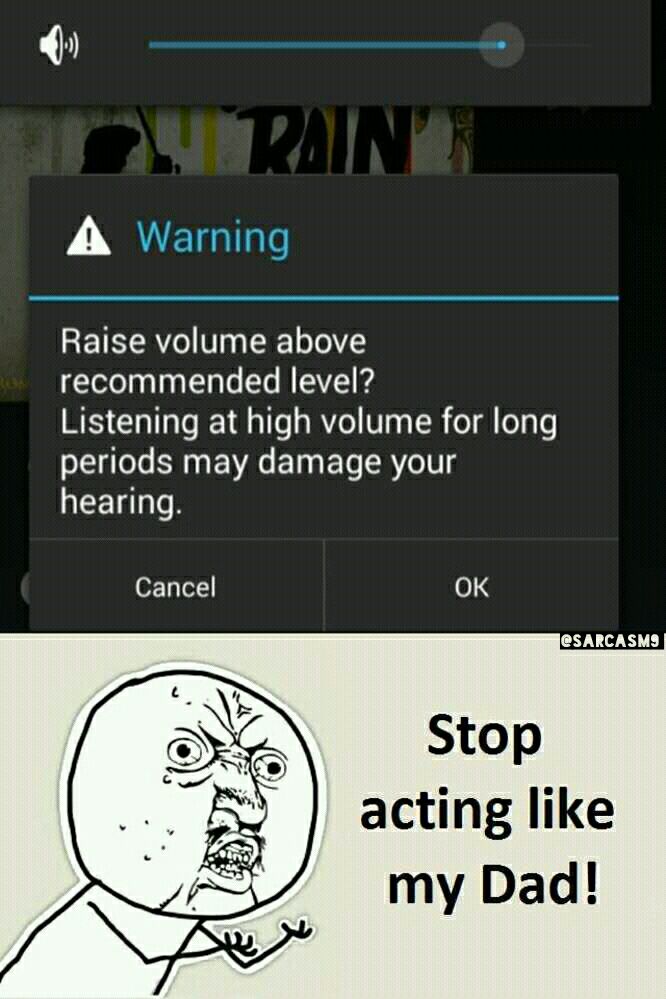 RAIN
Warning
Raise volume above
recommended level?
Listening at high volume for long
periods may damage your
hearing.
Cancel OK
@SARCASM9
Stop
acting like
my Dad!